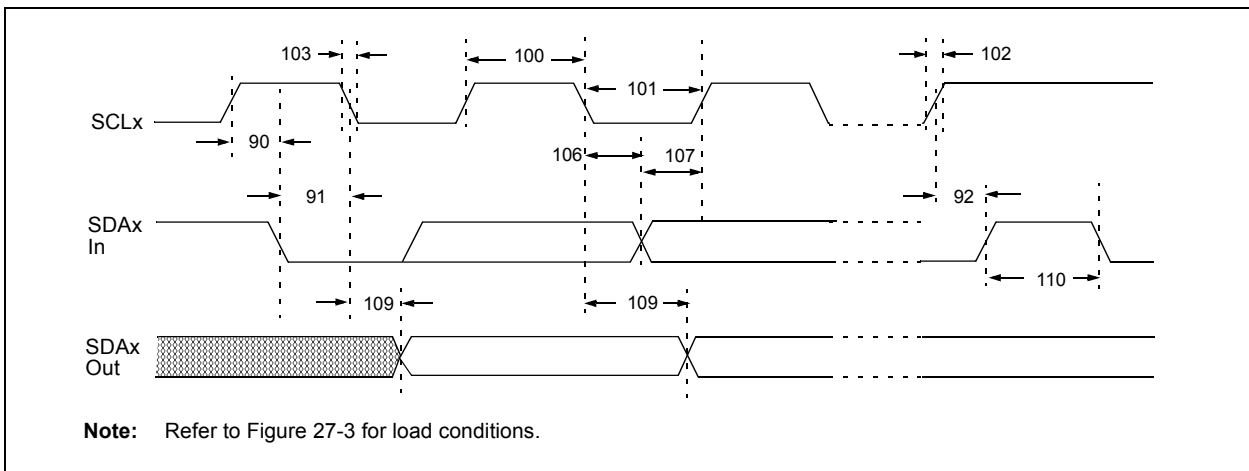 103
100
102
101
SCLx
90
106
107
91
92
SDAx
In
109
109
110
SDAx
Out
Note: Refer to Figure 27-3 for load conditions.